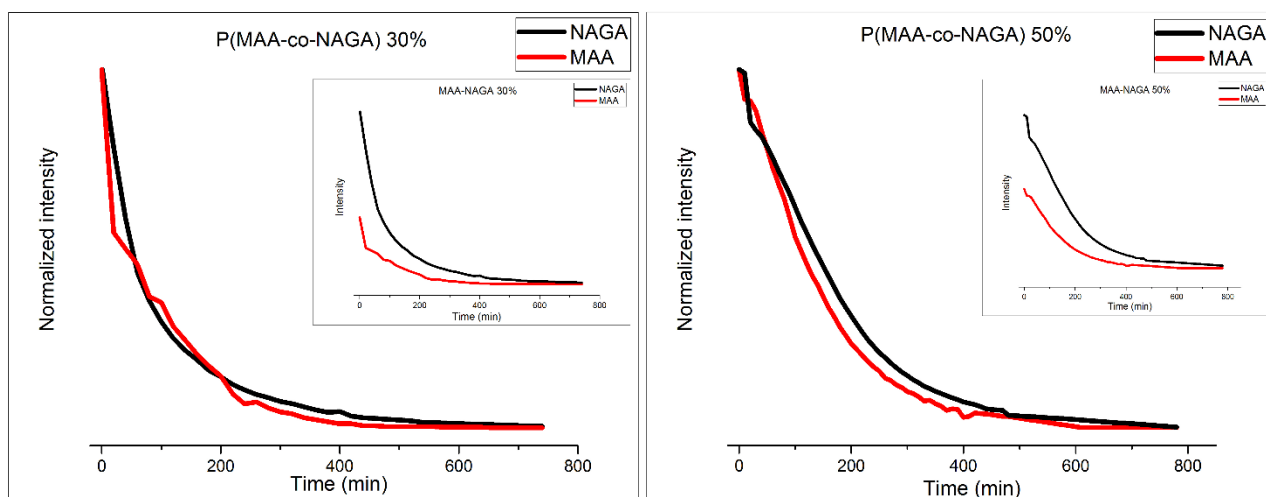 P(MAA-co-NAGA) 30%
NAGA
MAA
MAA-NAGA 30%
NAGA
MAA
Intensity
0 200 400 600 800
Time (min)
Normalized intensity
0 200 400 600 800
Time (min)
P(MAA-co-NAGA) 50%
NAGA
MAA
MAA-NAGA 50%
NAGA
MAA
Intensity
0 200 400 600 800
Time (min)
Normalized intensity
0 200 400 600 800
Time (min)